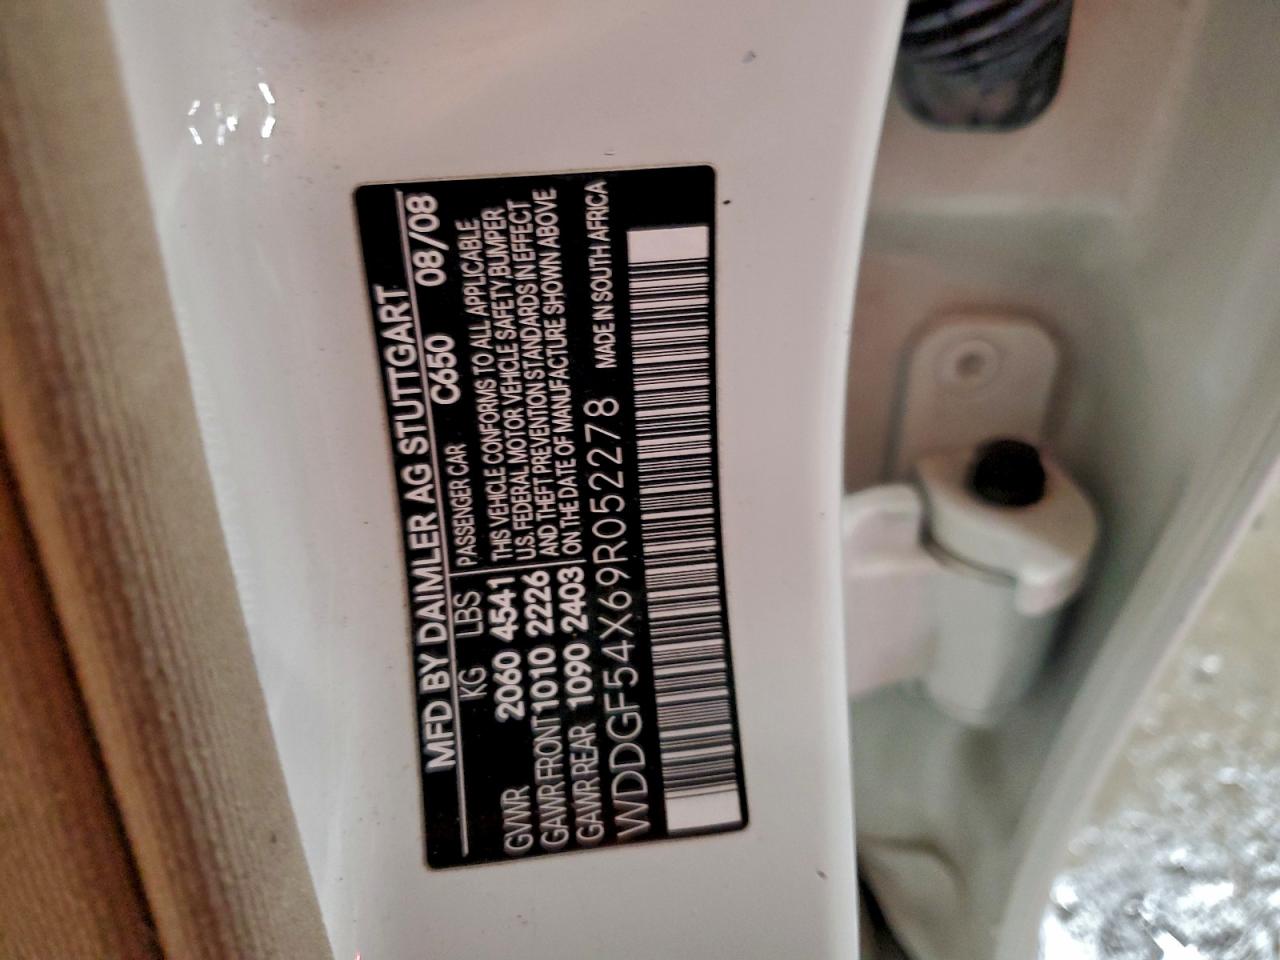 MFD BY DAIMLER AG STUTTGART
KG LBS C650 08/08
GVWR 2060 4541 PASSENGER CAR
GAWR FRONT 1010 2226
GAWR REAR 1090 2403
THIS VEHICLE CONFORMS TO ALL APPLICABLE
U.S. FEDERAL MOTOR VEHICLE SAFETY, BUMPER
AND THEFT PREVENTION STANDARDS IN EFFECT
ON THE DATE OF MANUFACTURE SHOWN ABOVE
WDDGF54X69R052278 MADE IN SOUTH AFRICA